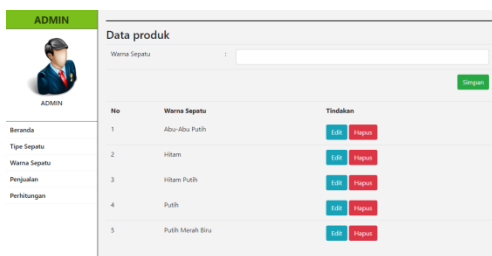 ADMIN
Data produk
Warna Sepatu :
Simpan
ADMIN
No Warna Sepatu Tindakan
Beranda
1 Abu-Abu Putih Edit Hapus
Tipe Sepatu
2 Hitam Edit Hapus
Warna Sepatu
Penjualan
3 Hitam Putih Edit Hapus
Perhitungan
4 Putih Edit Hapus
5 Putih Merah Biru Edit Hapus